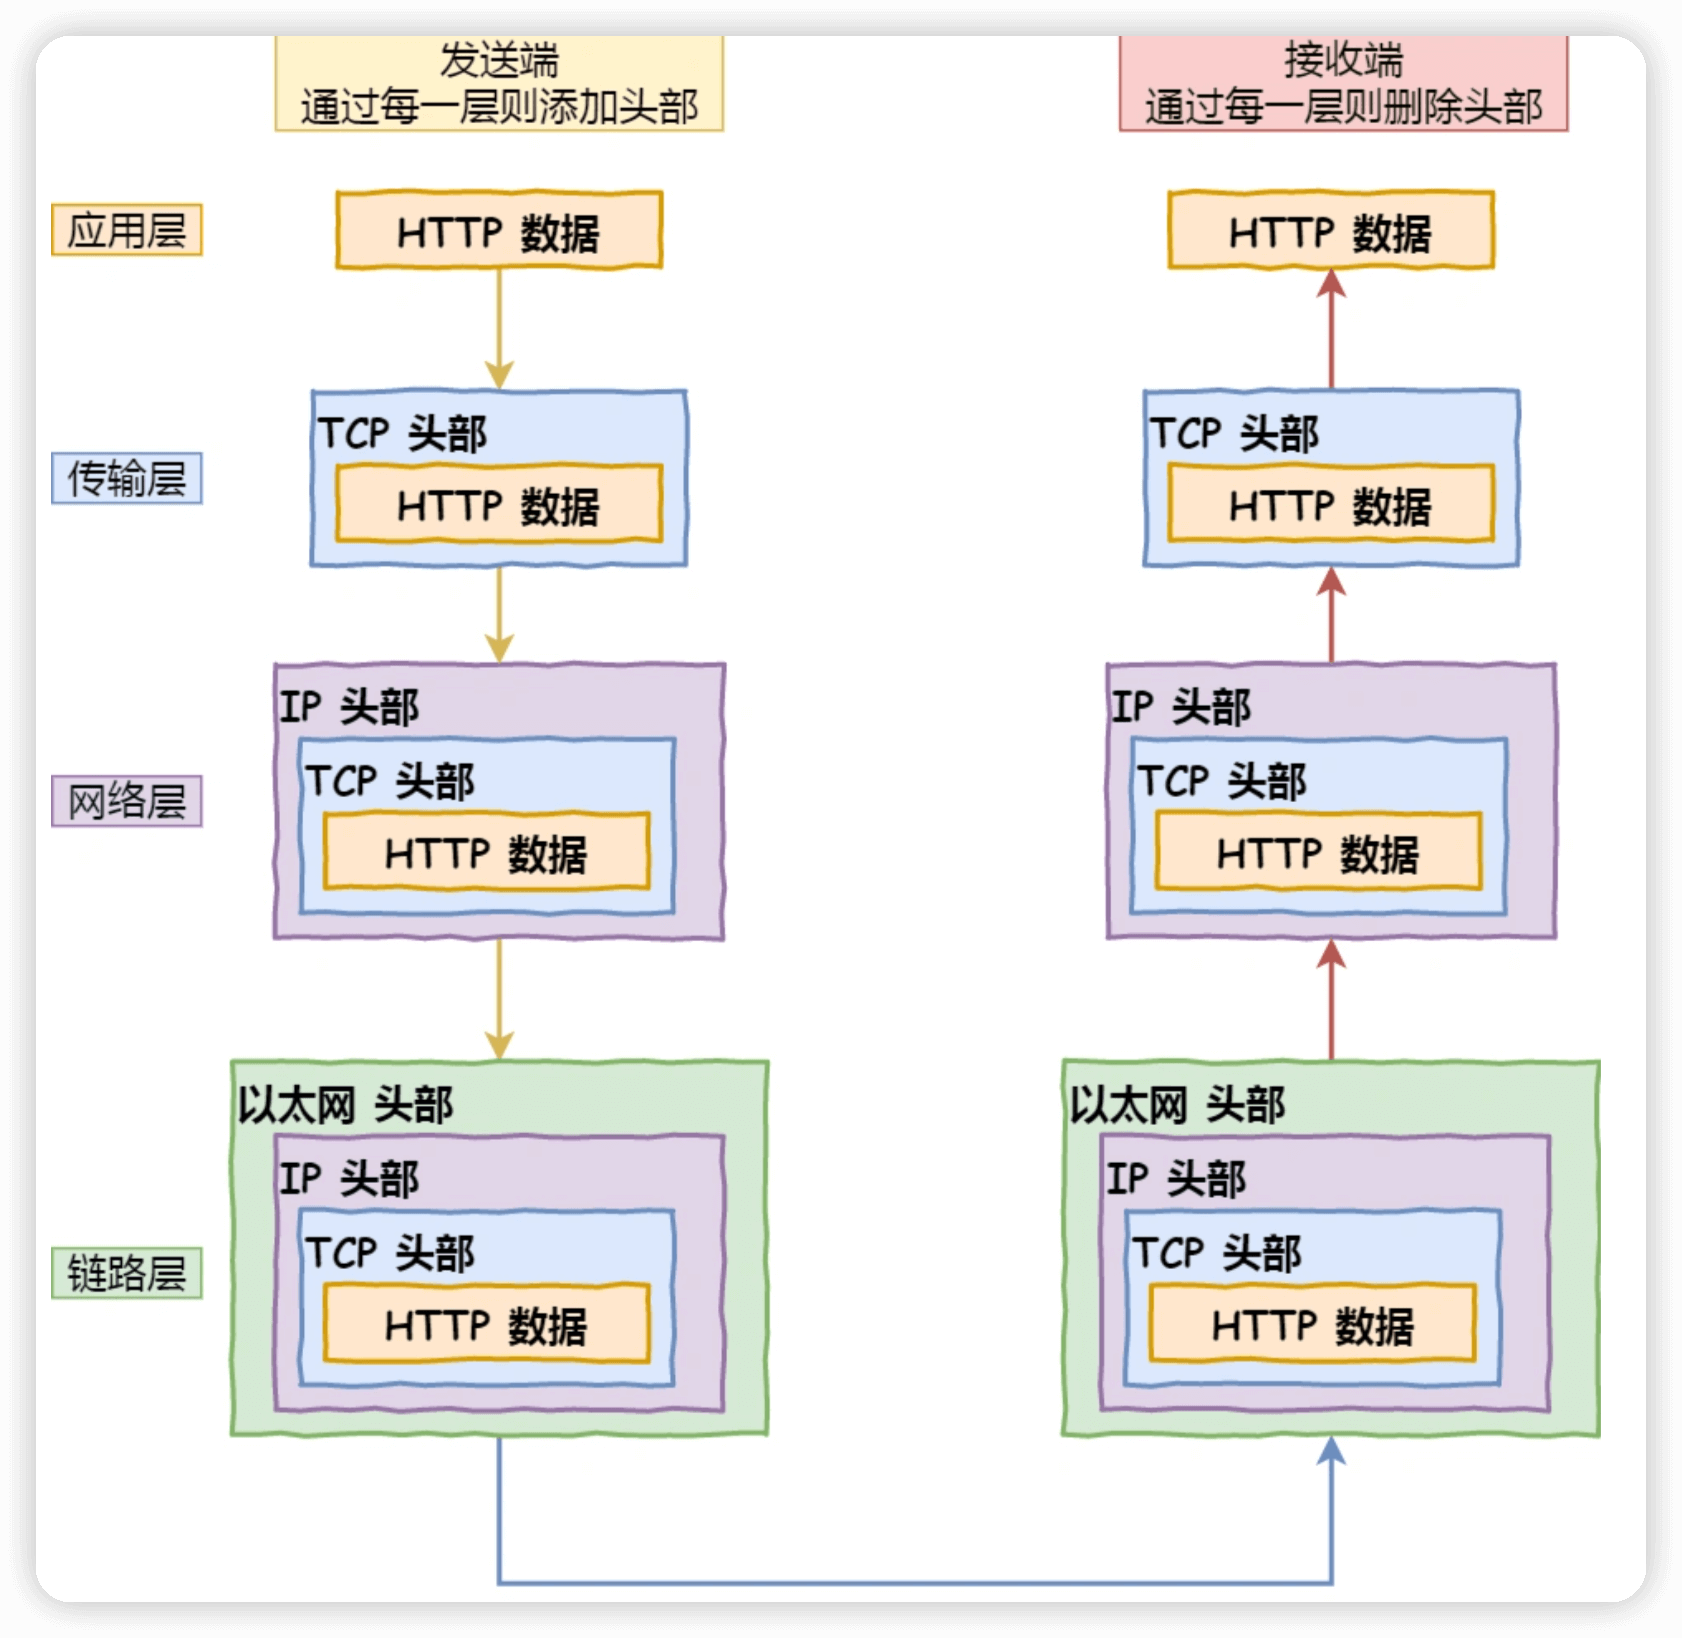 发送端
通过每一层则添加头部
接收端
通过每一层则删除头部
应用层
HTTP 数据
HTTP 数据
传输层
TCP 头部
HTTP 数据
TCP 头部
HTTP 数据
网络层
IP 头部
TCP 头部
HTTP 数据
IP 头部
TCP 头部
HTTP 数据
链路层
以太网 头部
IP 头部
TCP 头部
HTTP 数据
以太网 头部
IP 头部
TCP 头部
HTTP 数据